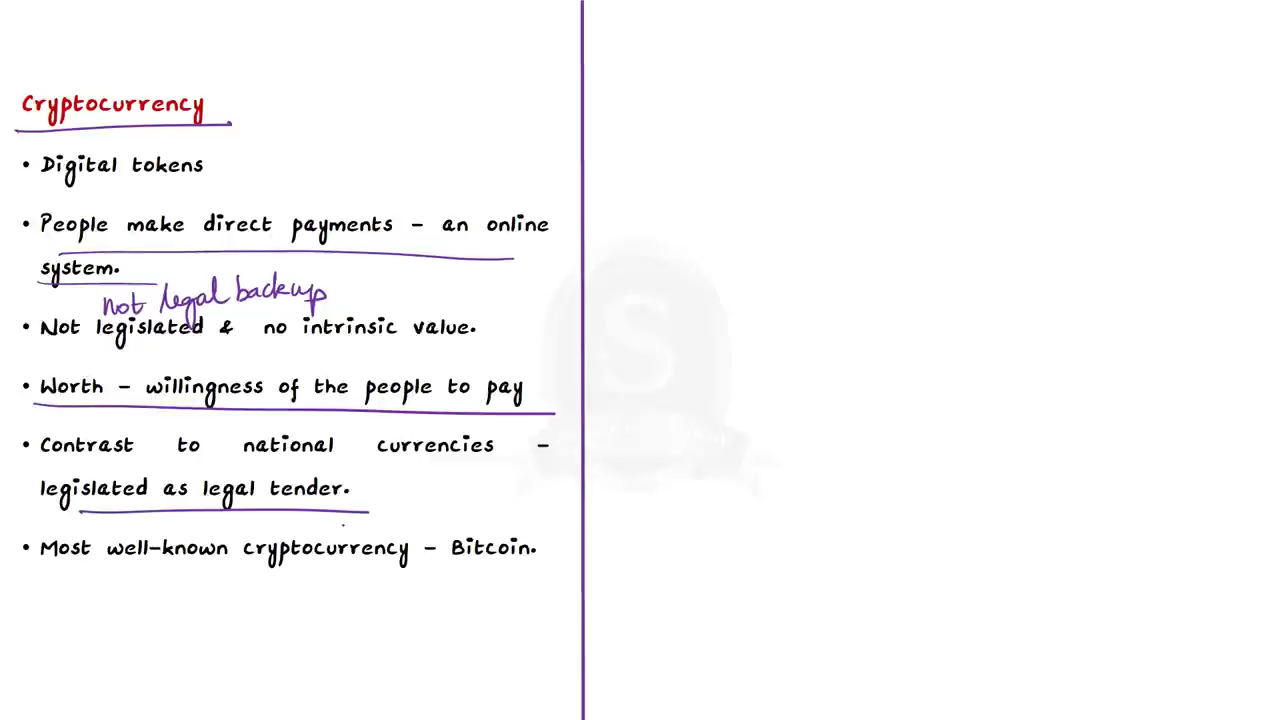 Cryptocurrency
• Digital tokens
• People make direct payments – an online
system.
not legal backup
• Not legislated & no intrinsic value.
• Worth – willingness of the people to pay
• Contrast to national currencies –
legislated as legal tender.
• Most well-known cryptocurrency – Bitcoin.
S